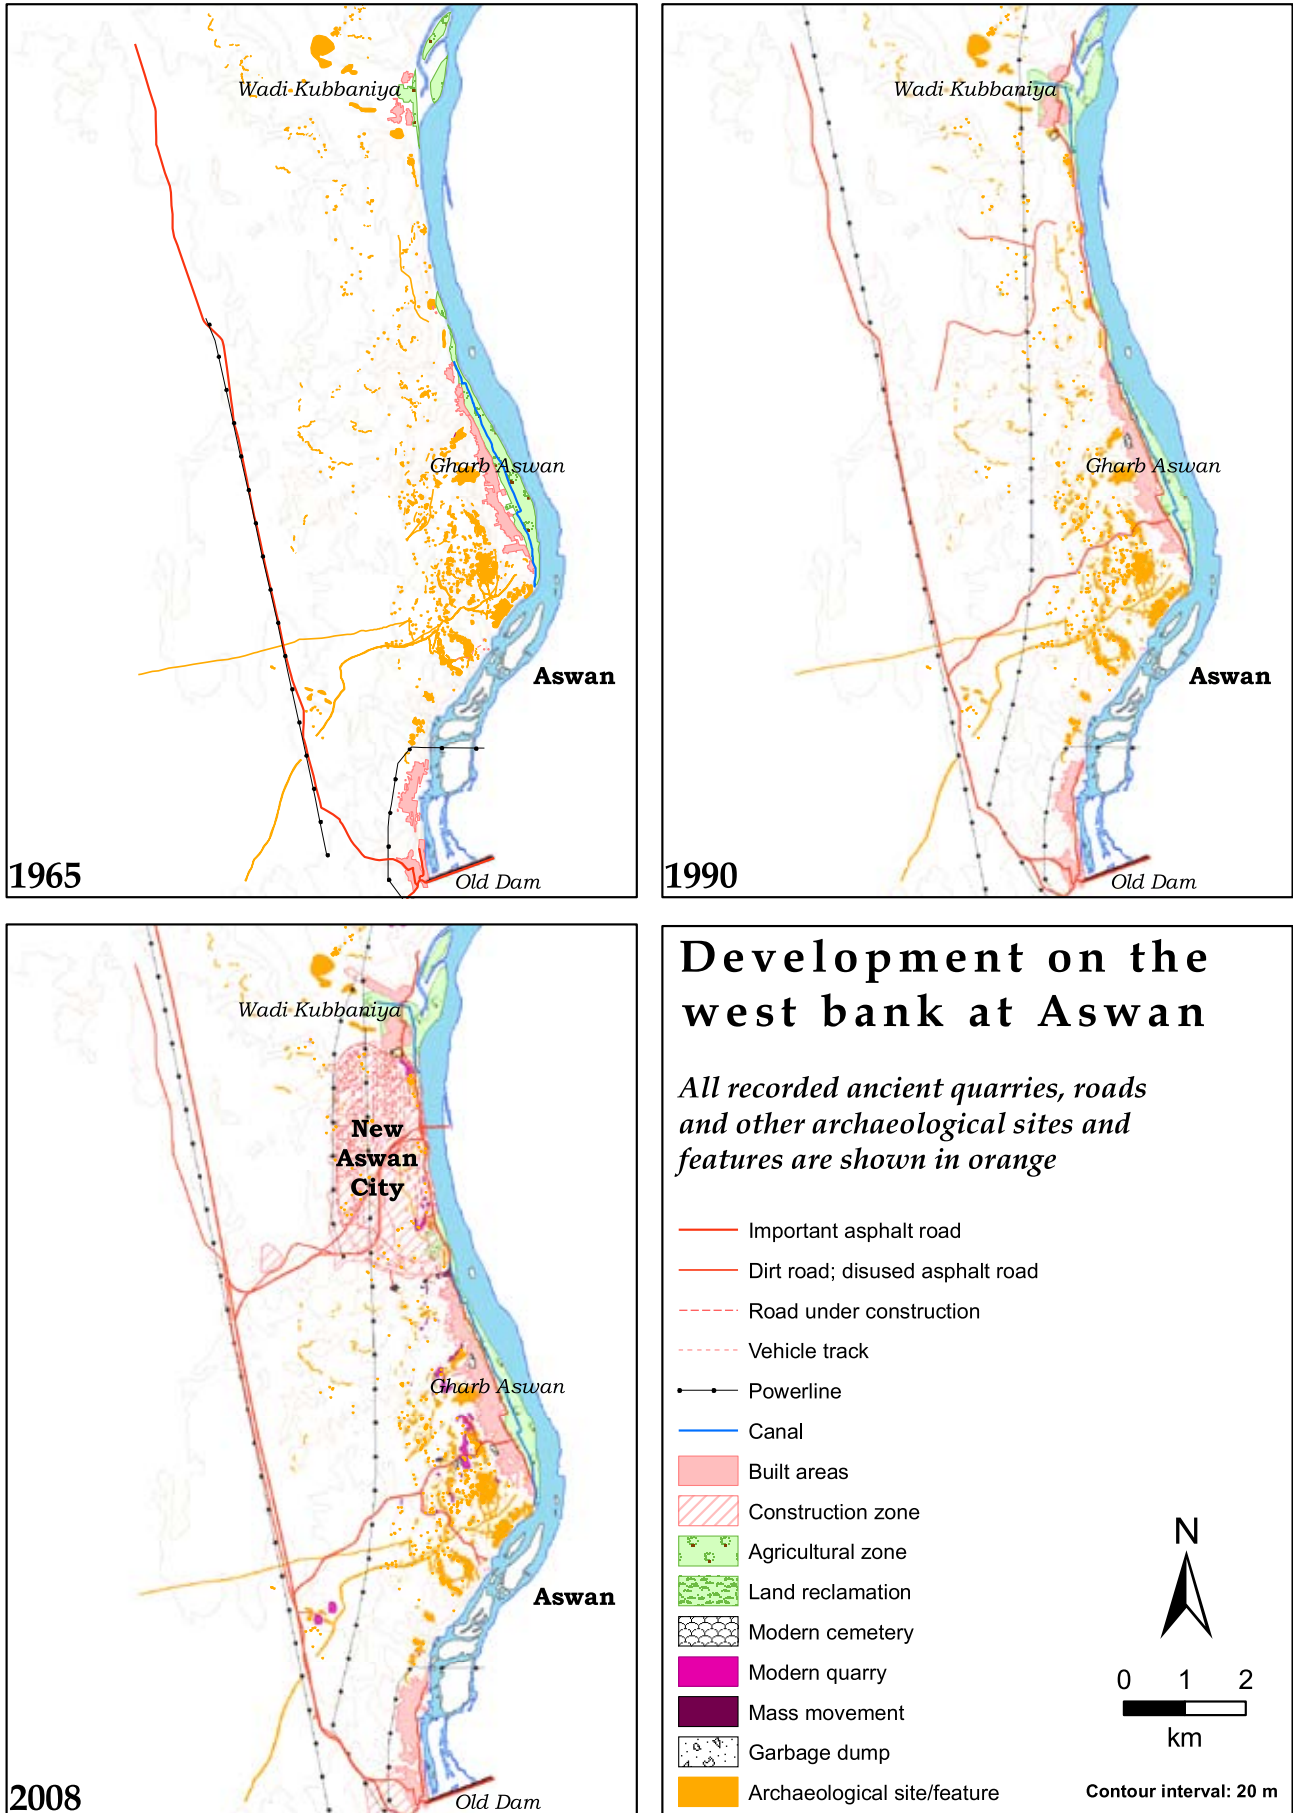 Wadi Kubbaniya
Gharb Aswan
Aswan
1965
Old Dam
Wadi Kubbaniya
Gharb Aswan
Aswan
1990
Old Dam
Wadi Kubbaniya
New
Aswan
City
Gharb Aswan
Aswan
2008
Old Dam
Development on the
west bank at Aswan
All recorded ancient quarries, roads
and other archaeological sites and
features are shown in orange
Important asphalt road
Dirt road; disused asphalt road
Road under construction
Vehicle track
Powerline
Canal
Built areas
Construction zone
Agricultural zone
Land reclamation
Modern cemetery
Modern quarry
Mass movement
Garbage dump
Archaeological site/feature
N
0 1 2
km
Contour interval: 20 m